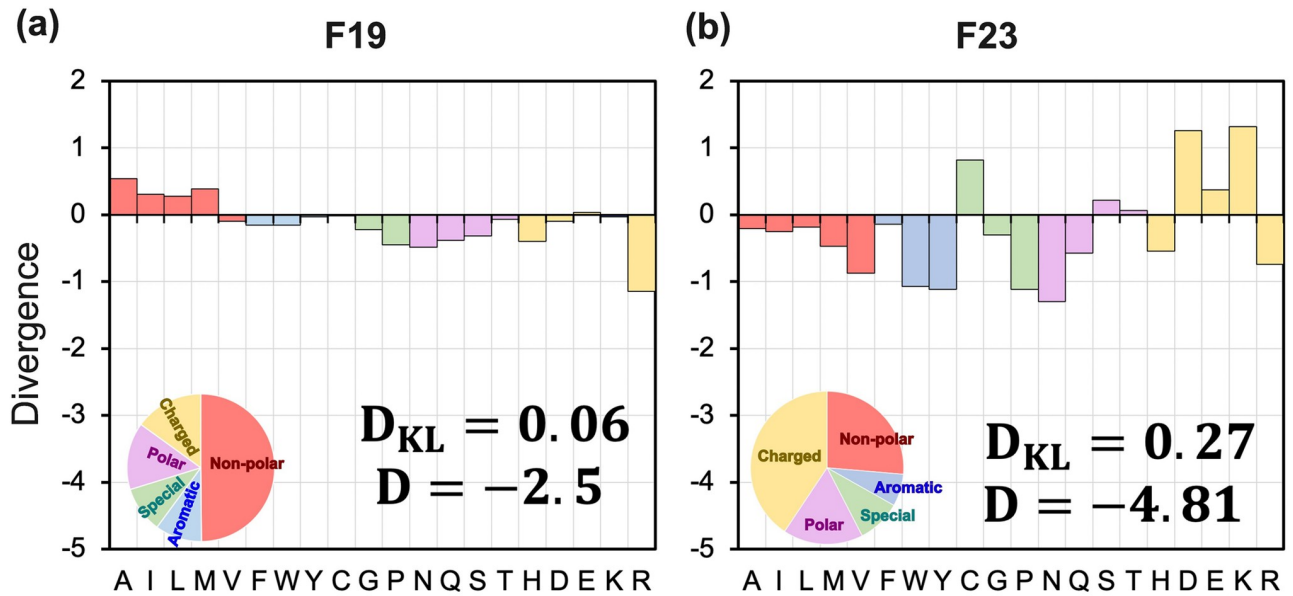 (a)
F19
Divergence
2
1
0
-1
-2
-3
-4
-5
Charged
Polar
Special
Aromatic
Non-polar
D_KL = 0.06
D = −2.5
A I L M V F W Y C G P N Q S T H D E K R
(b)
F23
2
1
0
-1
-2
-3
-4
-5
Charged
Non-polar
Aromatic
Special
Polar
D_KL = 0.27
D = −4.81
A I L M V F W Y C G P N Q S T H D E K R